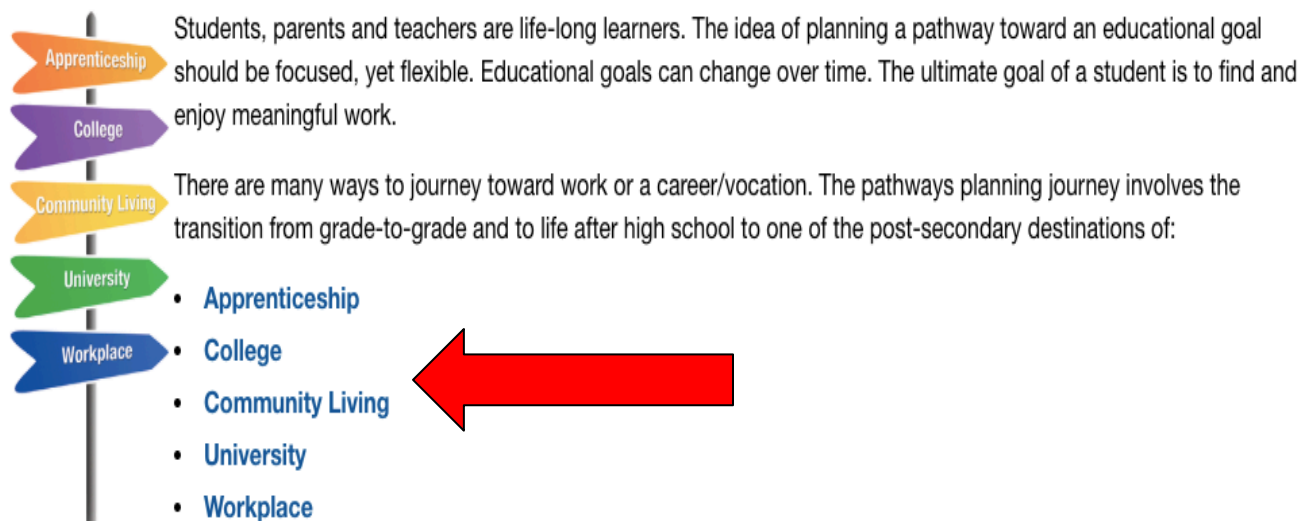 Apprenticeship
College
Community Living
University
Workplace
Students, parents and teachers are life-long learners. The idea of planning a pathway toward an educational goal
should be focused, yet flexible. Educational goals can change over time. The ultimate goal of a student is to find and
enjoy meaningful work.
There are many ways to journey toward work or a career/vocation. The pathways planning journey involves the
transition from grade-to-grade and to life after high school to one of the post-secondary destinations of:
• Apprenticeship
• College
• Community Living
• University
• Workplace